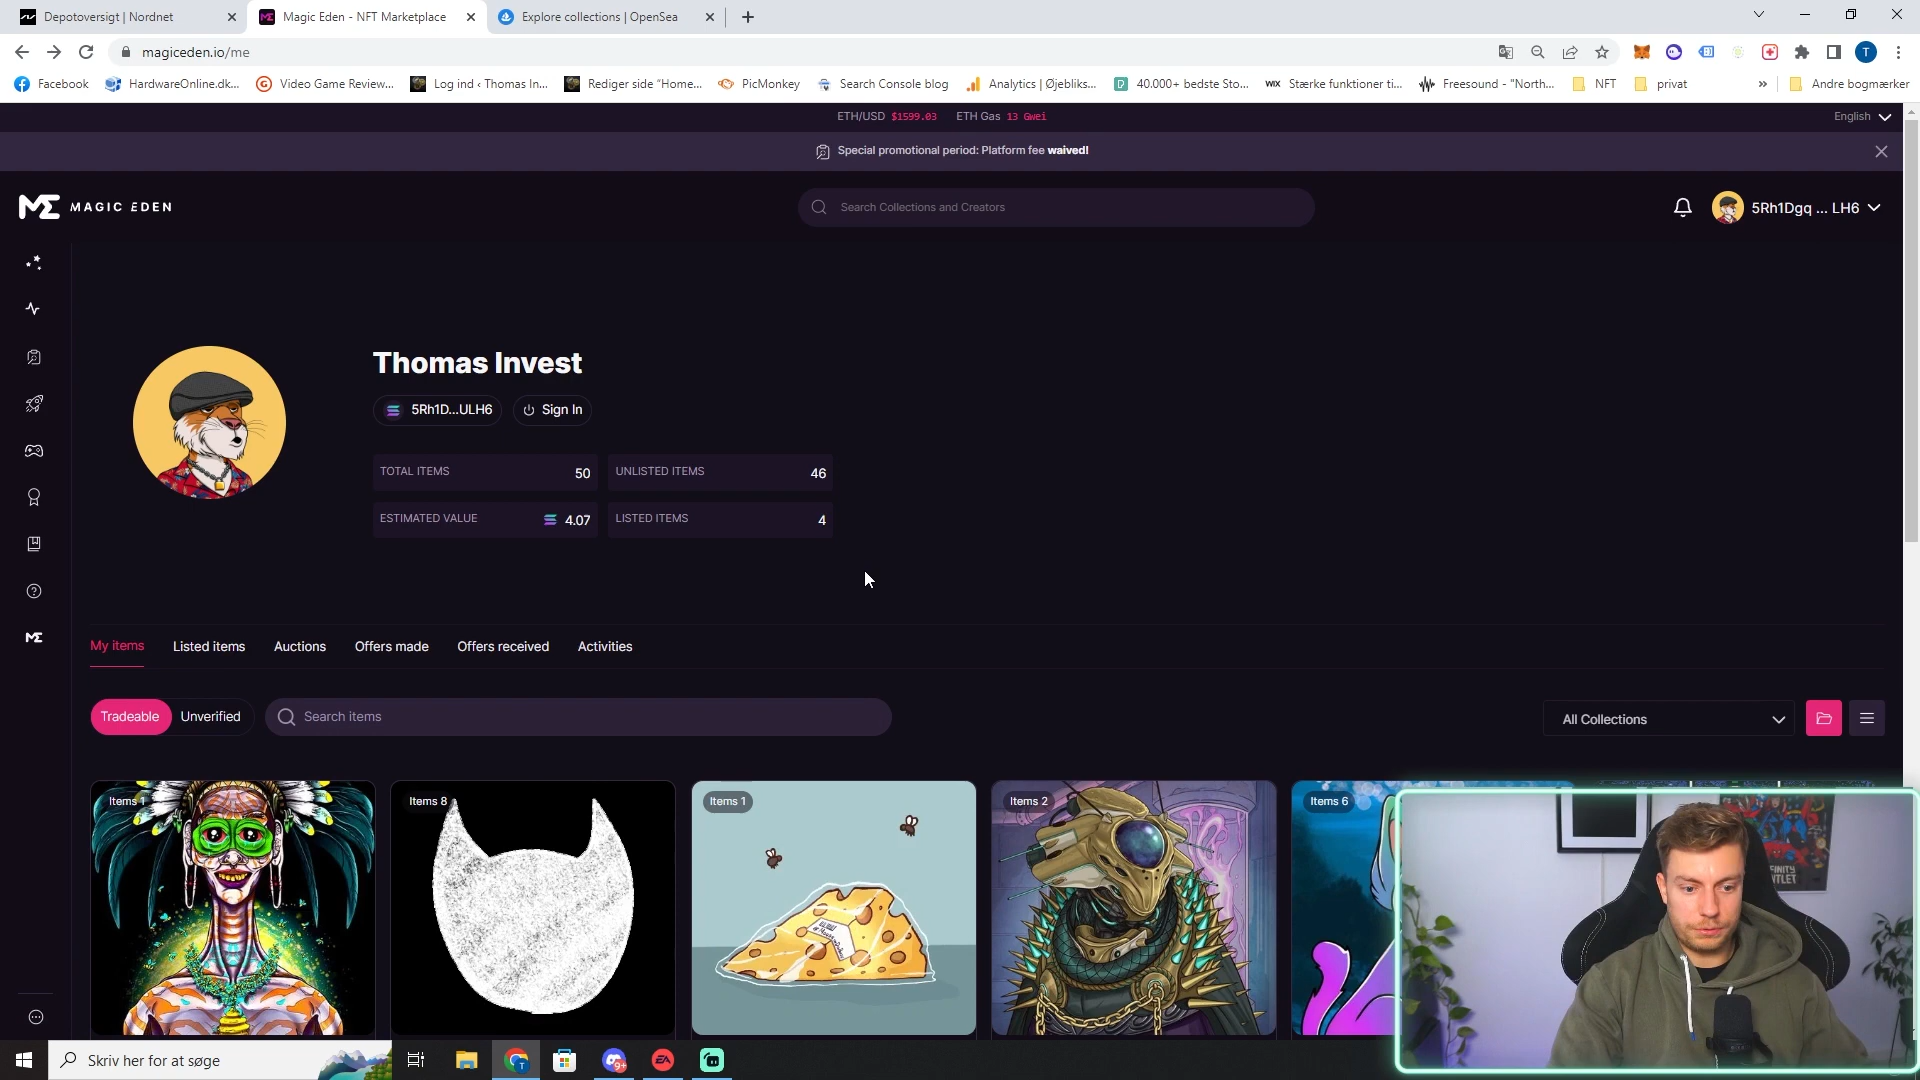 Depotoversigt | Nordnet
Magic Eden - NFT Marketplace
Explore collections | OpenSea
magiceden.io/me
T
Facebook
HardwareOnline.dk...
Video Game Review...
Log ind ‹ Thomas In...
Rediger side "Home...
PicMonkey
Search Console blog
Analytics | Øjebliks...
40.000+ bedste Sto...
WIX Stærke funktioner ti...
Freesound - "North...
NFT
privat
»
Andre bogmærker
ETH/USD $1599.03 ETH Gas 13 Gwei
English
Special promotional period: Platform fee waived!
MAGIC EDEN
Search Collections and Creators
5Rh1Dgq ... LH6
Thomas Invest
5Rh1D...ULH6
Sign In
TOTAL ITEMS 50
UNLISTED ITEMS 46
ESTIMATED VALUE 4.07
LISTED ITEMS 4
My items
Listed items
Auctions
Offers made
Offers received
Activities
Tradeable
Unverified
Search items
All Collections
Items 1
Items 8
Items 1
Items 2
Items 6
Skriv her for at søge
9+
EA